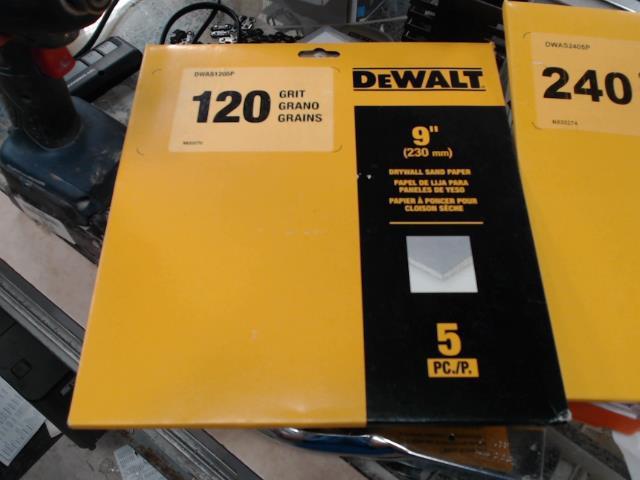 DWAS1205P
120
GRIT
GRANO
GRAINS
DEWALT
9"
(230 mm)
DRYWALL SAND PAPER
PAPEL DE LIJA PARA
PANELES DE YESO
PAPIER À PONCER POUR
CLOISON SÈCHE
5
PC./P.
DWAS2405P
240
N600274